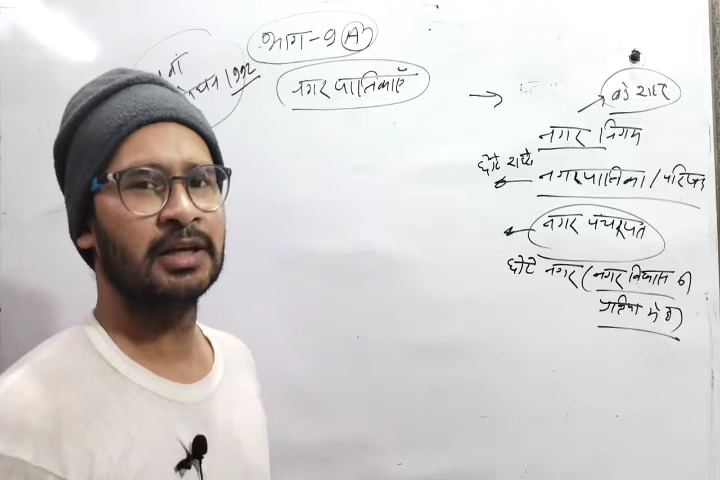 भाग-9 (A)
वां
1992
नगरपालिकाएँ
→ बड़े शहर
नगर निगम
छोटे शहर
नगरपालिका / परिषद
नगर पंचायत
छोटे नगर (नगर विकास की
प्रक्रिया में हो)